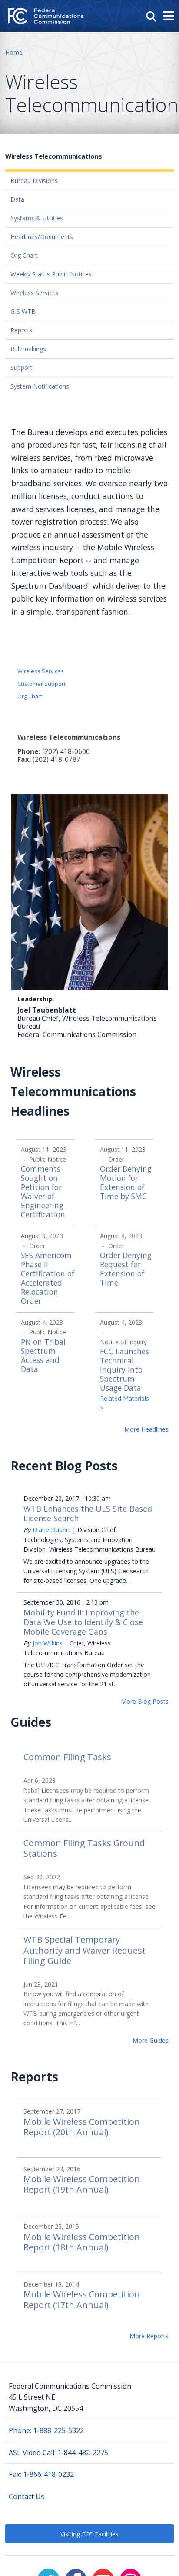 FC
Federal
Communications
Commission
Home
Wireless
Telecommunications
Wireless Telecommunications
Bureau Divisions
Data
Systems & Utilities
Headlines/Documents
Org Chart
Weekly Status Public Notices
Wireless Services
GIS WTB
Reports
Rulemakings
Support
System Notifications
The Bureau develops and executes policies
and procedures for fast, fair licensing of all
wireless services, from fixed microwave
links to amateur radio to mobile
broadband services. We oversee nearly two
million licenses, conduct auctions to
award services licenses, and manage the
tower registration process. We also
produce an annual assessment of the
wireless industry -- the Mobile Wireless
Competition Report -- and manage
interactive web tools such as the
Spectrum Dashboard, which deliver to the
public key information on wireless services
in a simple, transparent fashion.
Wireless Services
Customer Support
Org Chart
Wireless Telecommunications
Phone: (202) 418-0600
Fax: (202) 418-0787
Leadership:
Joel Taubenblatt
Bureau Chief, Wireless Telecommunications
Bureau
Federal Communications Commission
Wireless
Telecommunications
Headlines
August 11, 2023
- Public Notice
Comments
Sought on
Petition for
Waiver of
Engineering
Certification
August 11, 2023
- Order
Order Denying
Motion for
Extension of
Time by SMC
August 9, 2023
- Order
SES Americom
Phase II
Certification of
Accelerated
Relocation
Order
August 8, 2023
- Order
Order Denying
Request for
Extension of
Time
August 4, 2023
- Public Notice
PN on Tribal
Spectrum
Access and
Data
August 4, 2023
-
Notice of Inquiry
FCC Launches
Technical
Inquiry Into
Spectrum
Usage Data
Related Materials
»
More Headlines
Recent Blog Posts
December 20, 2017 - 10:30 am
WTB Enhances the ULS Site-Based
License Search
By Diane Dupert | Division Chief,
Technologies, Systems and Innovation
Division, Wireless Telecommunications Bureau
We are excited to announce upgrades to the
Universal Licensing System (ULS) Geosearch
for site-based licenses. One upgrade...
September 30, 2016 - 2:13 pm
Mobility Fund II: Improving the
Data We Use to Identify & Close
Mobile Coverage Gaps
By Jon Wilkins | Chief, Wireless
Telecommunications Bureau
The USF/ICC Transformation Order set the
course for the comprehensive modernization
of universal service for the 21 st...
More Blog Posts
Guides
Common Filing Tasks
Apr 6, 2023
[tabs] Licensees may be required to perform
standard filing tasks after obtaining a license.
These tasks must be performed using the
Universal Licens...
Common Filing Tasks Ground
Stations
Sep 30, 2022
Licensees may be required to perform
standard filing tasks after obtaining a license.
For information on current applicable fees, see
the Wireless Fe...
WTB Special Temporary
Authority and Waiver Request
Filing Guide
Jun 29, 2021
Below you will find a compilation of
instructions for filings that can be made with
WTB during emergencies or other urgent
conditions. This inf...
More Guides
Reports
September 27, 2017
Mobile Wireless Competition
Report (20th Annual)
September 23, 2016
Mobile Wireless Competition
Report (19th Annual)
December 23, 2015
Mobile Wireless Competition
Report (18th Annual)
December 18, 2014
Mobile Wireless Competition
Report (17th Annual)
More Reports
Federal Communications Commission
45 L Street NE
Washington, DC 20554
Phone: 1-888-225-5322
ASL Video Call: 1-844-432-2275
Fax: 1-866-418-0232
Contact Us
Visiting FCC Facilities